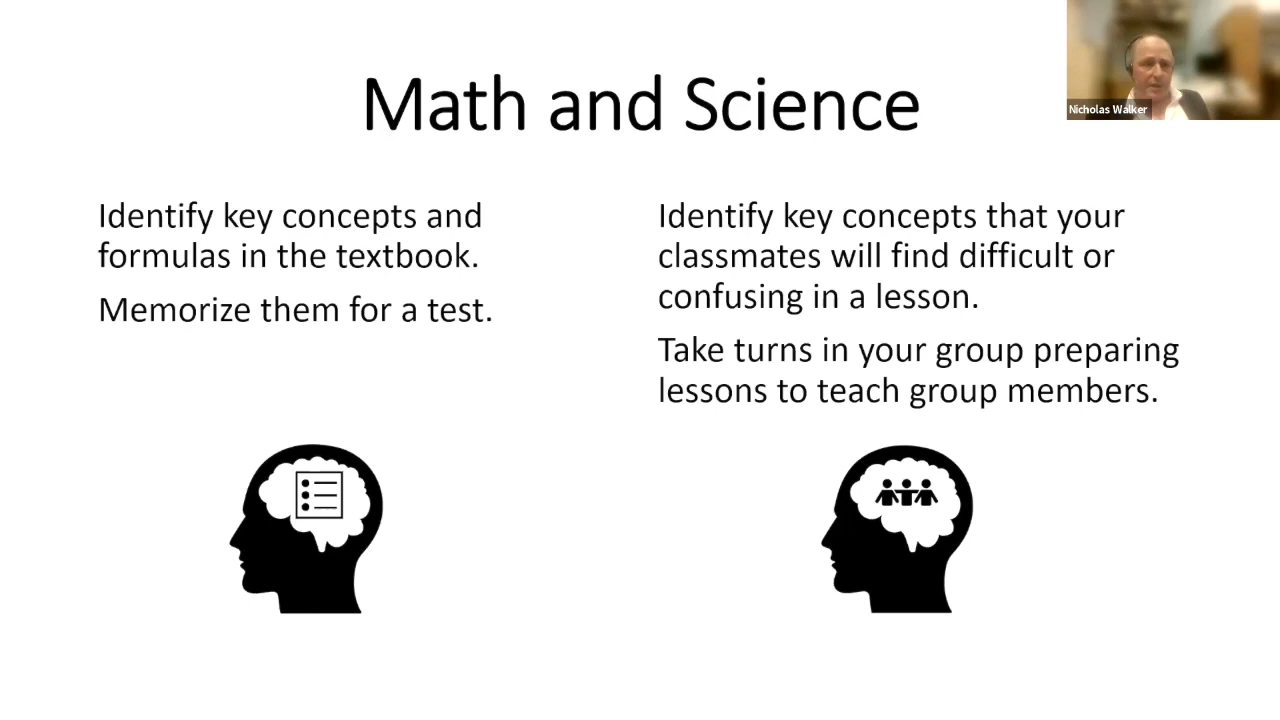 Math and Science
Nicholas Walker
Identify key concepts and
formulas in the textbook.
Memorize them for a test.
Identify key concepts that your
classmates will find difficult or
confusing in a lesson.
Take turns in your group preparing
lessons to teach group members.